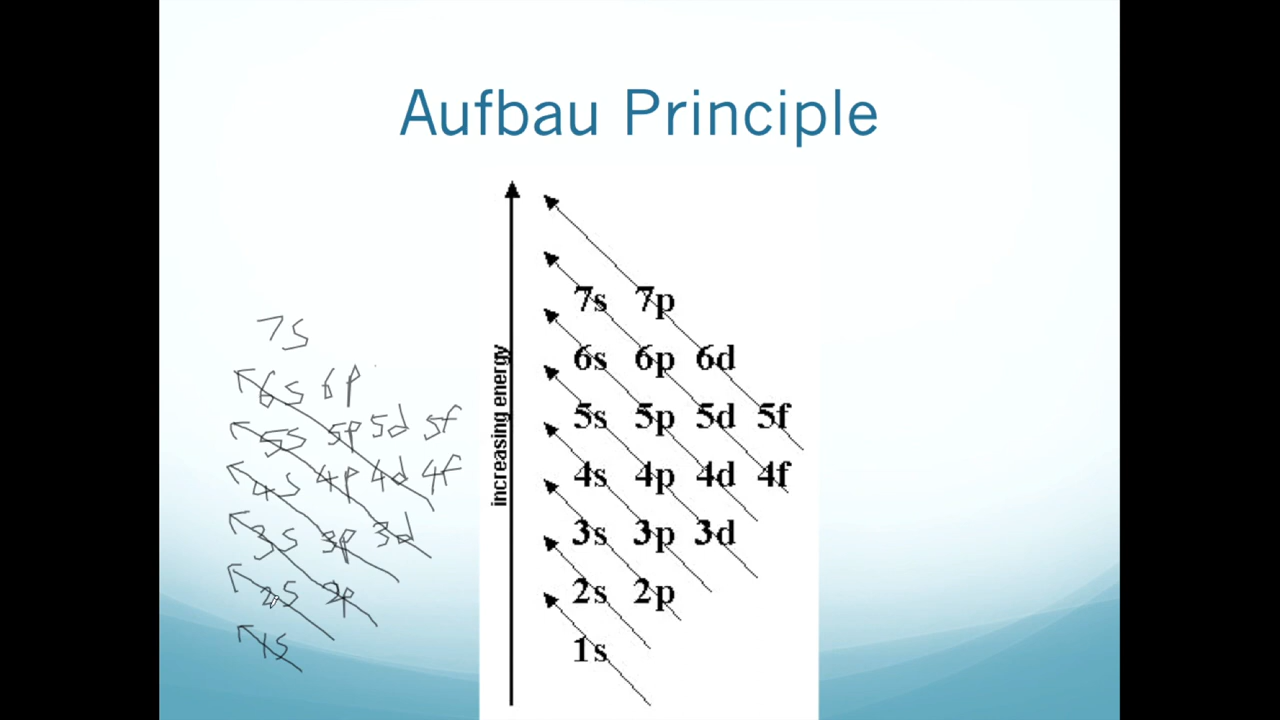 Aufbau Principle
increasing energy
7s 7p
6s 6p 6d
5s 5p 5d 5f
4s 4p 4d 4f
3s 3p 3d
2s 2p
1s
7s
6s 6p
5s 5p 5d 5f
4s 4p 4d 4f
3s 3p 3d
2s 2p
1s